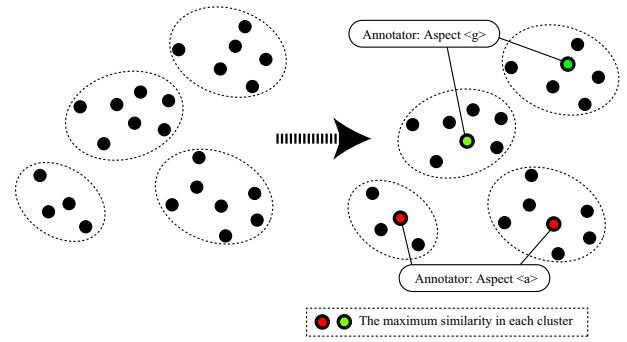 Annotator: Aspect <g>
Annotator: Aspect <a>
The maximum similarity in each cluster